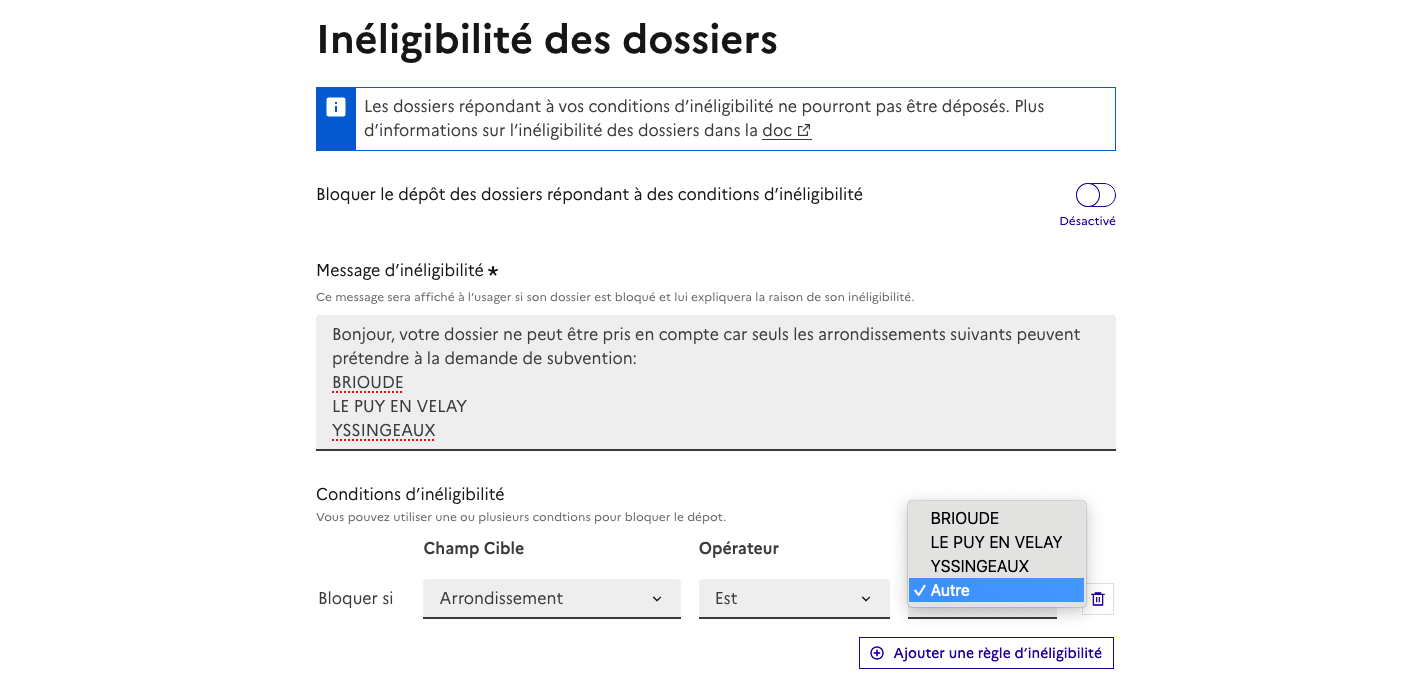 Inéligibilité des dossiers
Les dossiers répondant à vos conditions d'inéligibilité ne pourront pas être déposés. Plus
d'informations sur l'inéligibilité des dossiers dans la doc
Bloquer le dépôt des dossiers répondant à des conditions d'inéligibilité
Désactivé
Message d'inéligibilité *
Ce message sera affiché à l'usager si son dossier est bloqué et lui expliquera la raison de son inéligibilité.
Bonjour, votre dossier ne peut être pris en compte car seuls les arrondissements suivants peuvent
prétendre à la demande de subvention:
BRIOUDE
LE PUY EN VELAY
YSSINGEAUX
Conditions d'inéligibilité
Vous pouvez utiliser une ou plusieurs condtions pour bloquer le dépot.
Champ Cible Opérateur
BRIOUDE
LE PUY EN VELAY
YSSINGEAUX
Autre
Bloquer si Arrondissement Est
Ajouter une règle d'inéligibilité